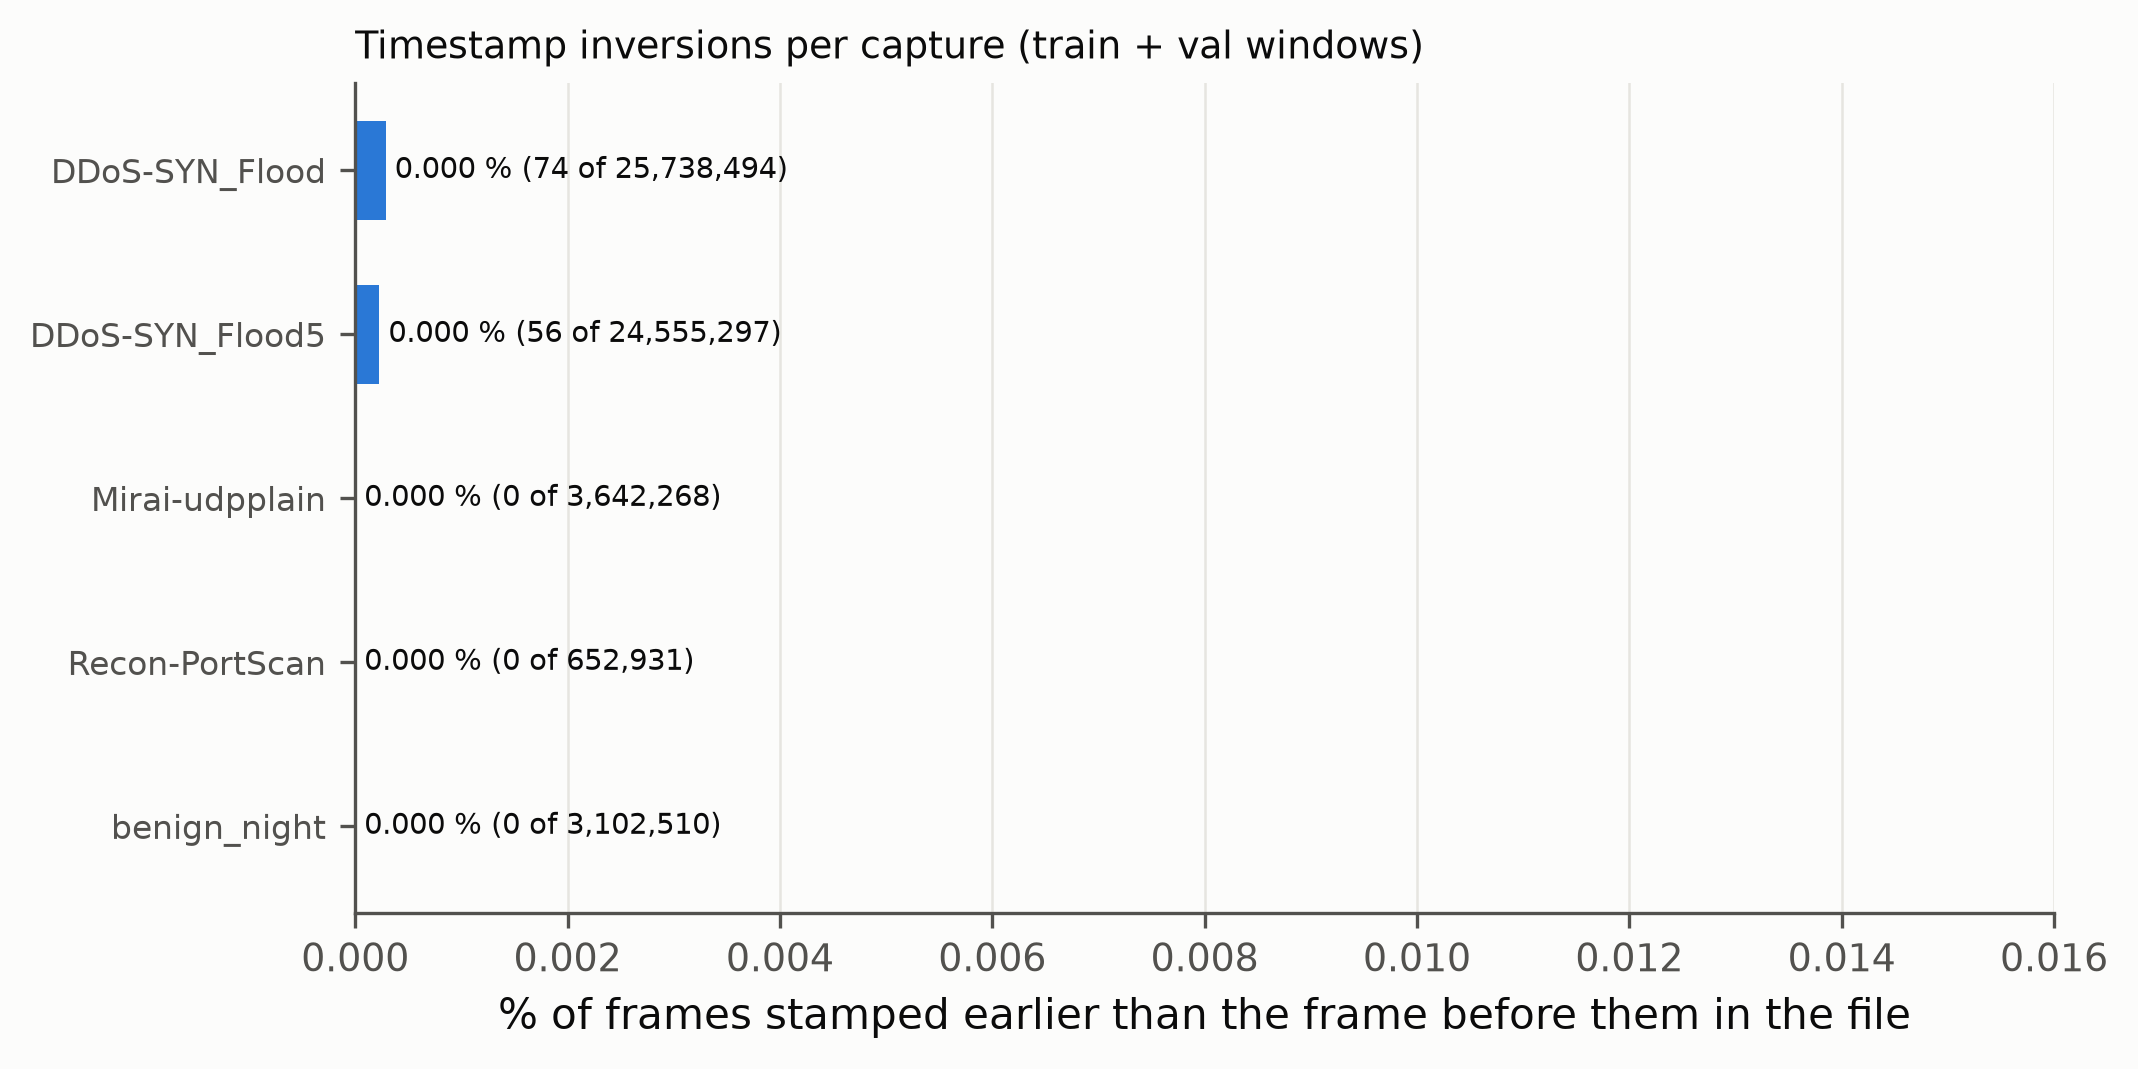 Timestamp inversions per capture (train + val windows)
DDoS-SYN_Flood 0.000 % (74 of 25,738,494)
DDoS-SYN_Flood5 0.000 % (56 of 24,555,297)
Mirai-udpplain 0.000 % (0 of 3,642,268)
Recon-PortScan 0.000 % (0 of 652,931)
benign_night 0.000 % (0 of 3,102,510)
0.000 0.002 0.004 0.006 0.008 0.010 0.012 0.014 0.016
% of frames stamped earlier than the frame before them in the file